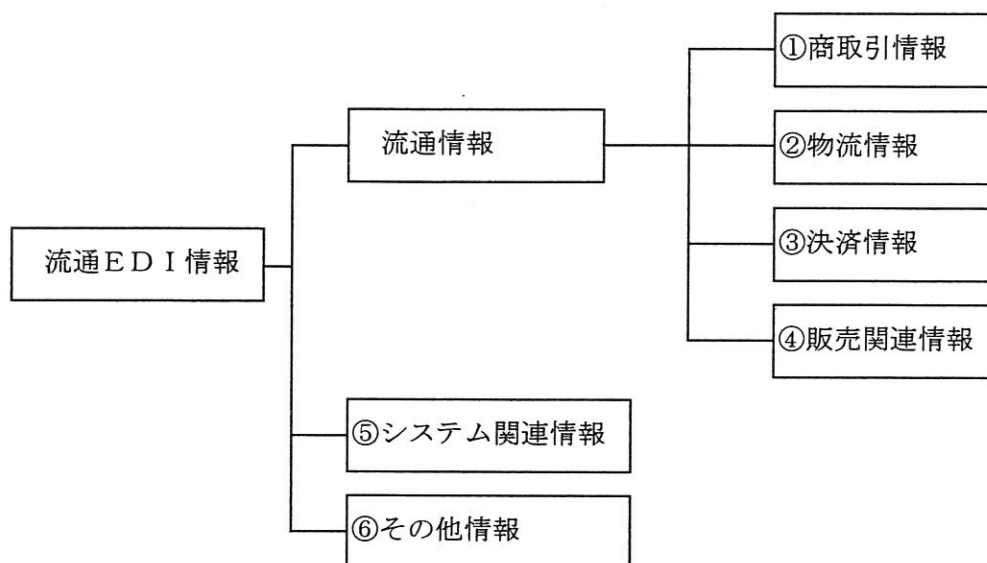 ①商取引情報
流通情報
②物流情報
③決済情報
流通ＥＤＩ情報
④販売関連情報
⑤システム関連情報
⑥その他情報